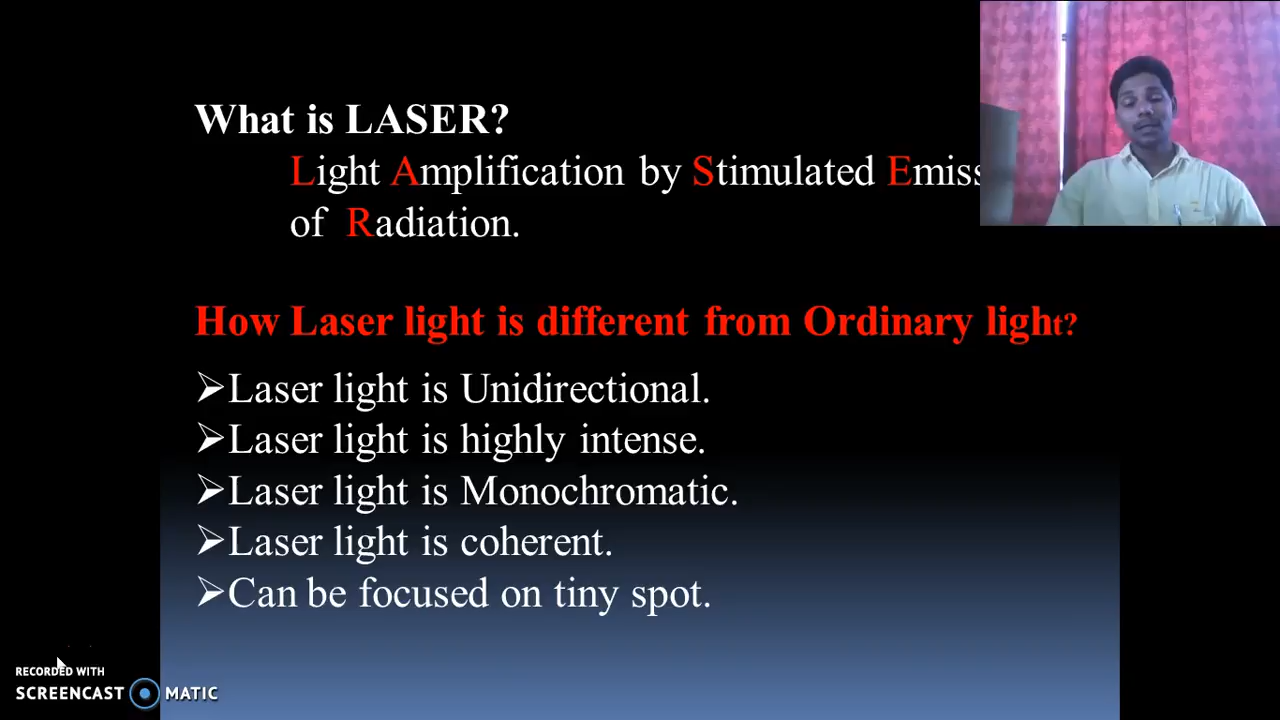 What is LASER?
Light Amplification by Stimulated Emiss
of Radiation.
How Laser light is different from Ordinary light?
➢Laser light is Unidirectional.
➢Laser light is highly intense.
➢Laser light is Monochromatic.
➢Laser light is coherent.
➢Can be focused on tiny spot.
RECORDED WITH
SCREENCAST MATIC